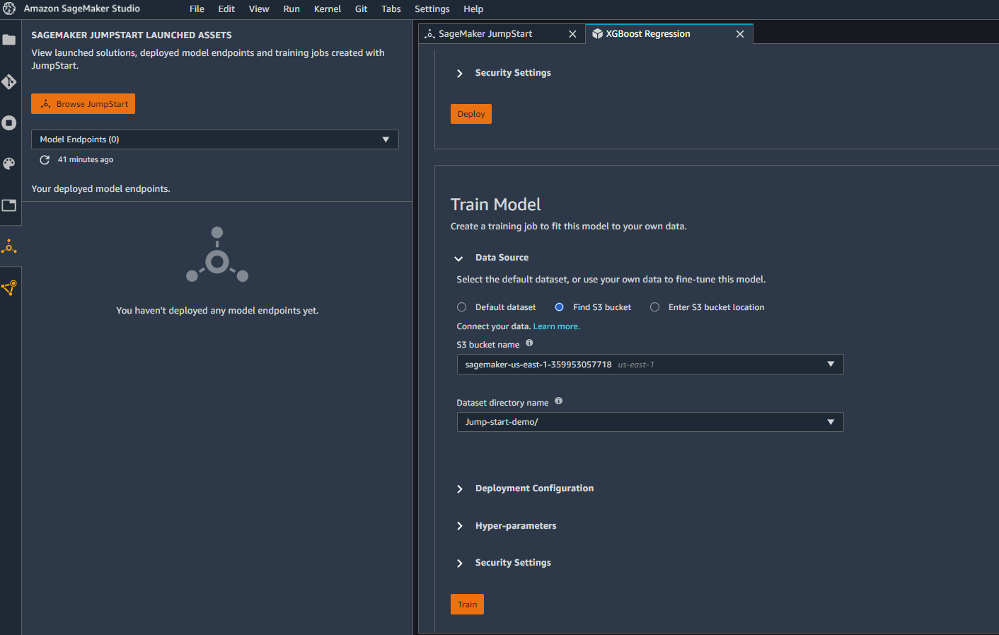 Amazon SageMaker Studio
File Edit View Run Kernel Git Tabs Settings Help
SAGEMAKER JUMPSTART LAUNCHED ASSETS
View launched solutions, deployed model endpoints and training jobs created with
JumpStart.
Browse JumpStart
Model Endpoints (0)
41 minutes ago
Your deployed model endpoints.
You haven't deployed any model endpoints yet.
SageMaker JumpStart
XGBoost Regression
Security Settings
Deploy
Train Model
Create a training job to fit this model to your own data.
Data Source
Select the default dataset, or use your own data to fine-tune this model.
Default dataset Find S3 bucket Enter S3 bucket location
Connect your data. Learn more.
S3 bucket name
sagemaker-us-east-1-359953057718 us-east-1
Dataset directory name
Jump-start-demo/
Deployment Configuration
Hyper-parameters
Security Settings
Train